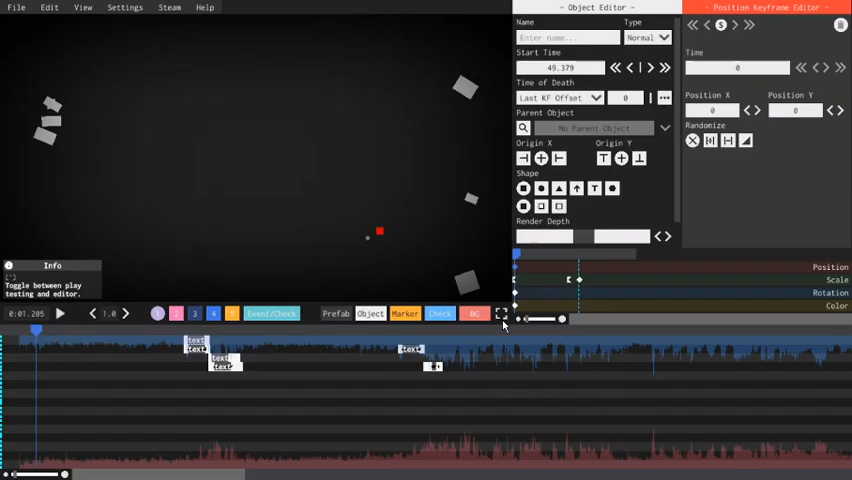 File Edit View Settings Steam Help
- Object Editor -
- Position Keyframe Editor -
Name Type
Enter name... Normal
Start Time
49.379
Time of Death
Last KF Offset 0
Parent Object
No Parent Object
Origin X Origin Y
Shape
Render Depth
S
Time
0
Position X Position Y
0 0
Randomize
Info
Toggle between play
testing and editor.
Position
Scale
Rotation
Color
0:01.205 1.0 1 2 3 4 5 Event/Check Prefab Object Marker Check BG
text
text text
text
text